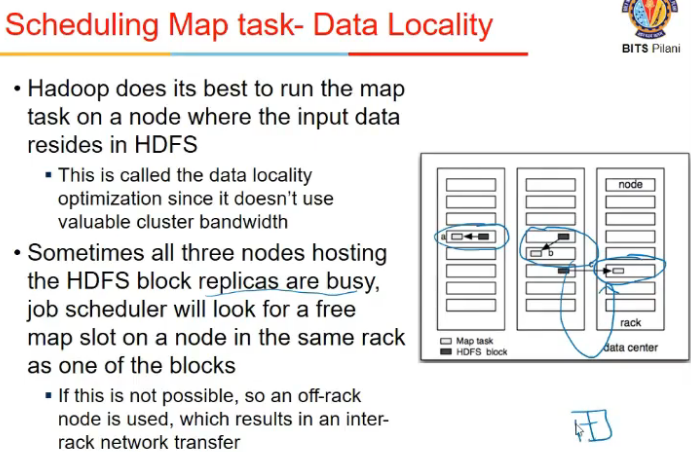 Scheduling Map task- Data Locality
BITS Pilani
• Hadoop does its best to run the map
task on a node where the input data
resides in HDFS
▪ This is called the data locality
optimization since it doesn't use
valuable cluster bandwidth
• Sometimes all three nodes hosting
the HDFS block replicas are busy,
job scheduler will look for a free
map slot on a node in the same rack
as one of the blocks
▪ If this is not possible, so an off-rack
node is used, which results in an inter-
rack network transfer
node
a
b
rack
Map task
HDFS block
data center